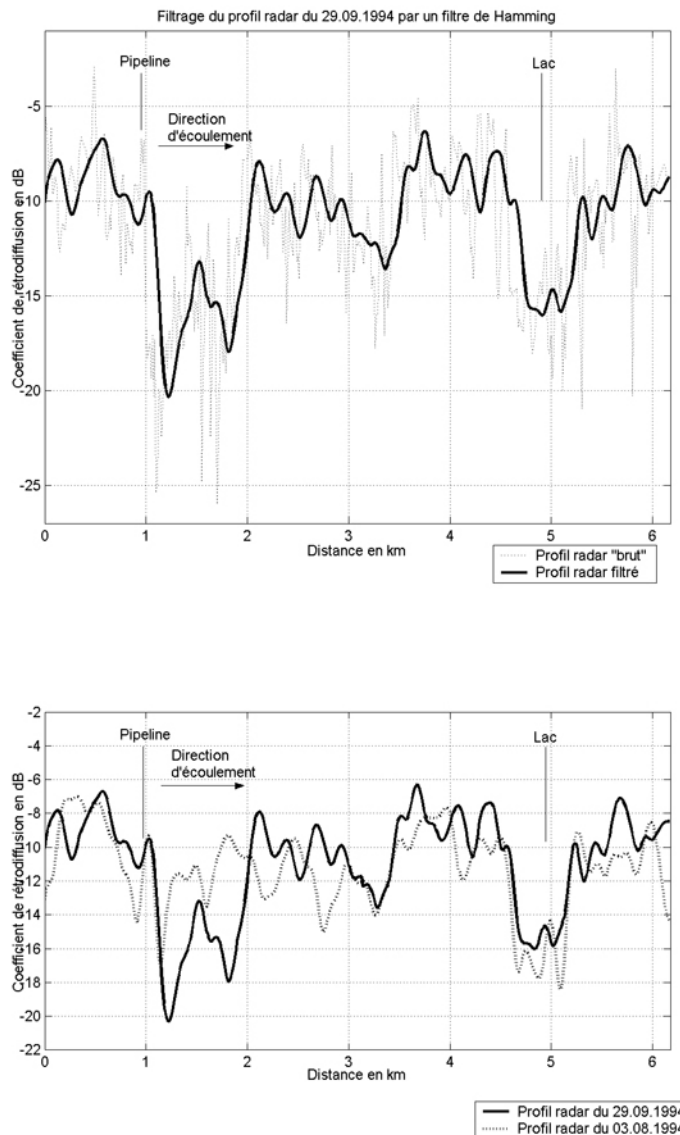 Filtrage du profil radar du 29.09.1994 par un filtre de Hamming
Pipeline
Lac
Direction
d'écoulement
Coefficient de rétrodiffusion en dB
-5
-10
-15
-20
-25
0
1
2
3
4
5
6
Distance en km
Profil radar "brut"
Profil radar filtré
-2
-4
-6
-8
-10
-12
-14
-16
-18
-20
-22
Pipeline
Lac
Direction
d'écoulement
Coefficient de rétrodiffusion en dB
0
1
2
3
4
5
6
Distance en km
Profil radar du 29.09.1994
Profil radar du 03.08.1994